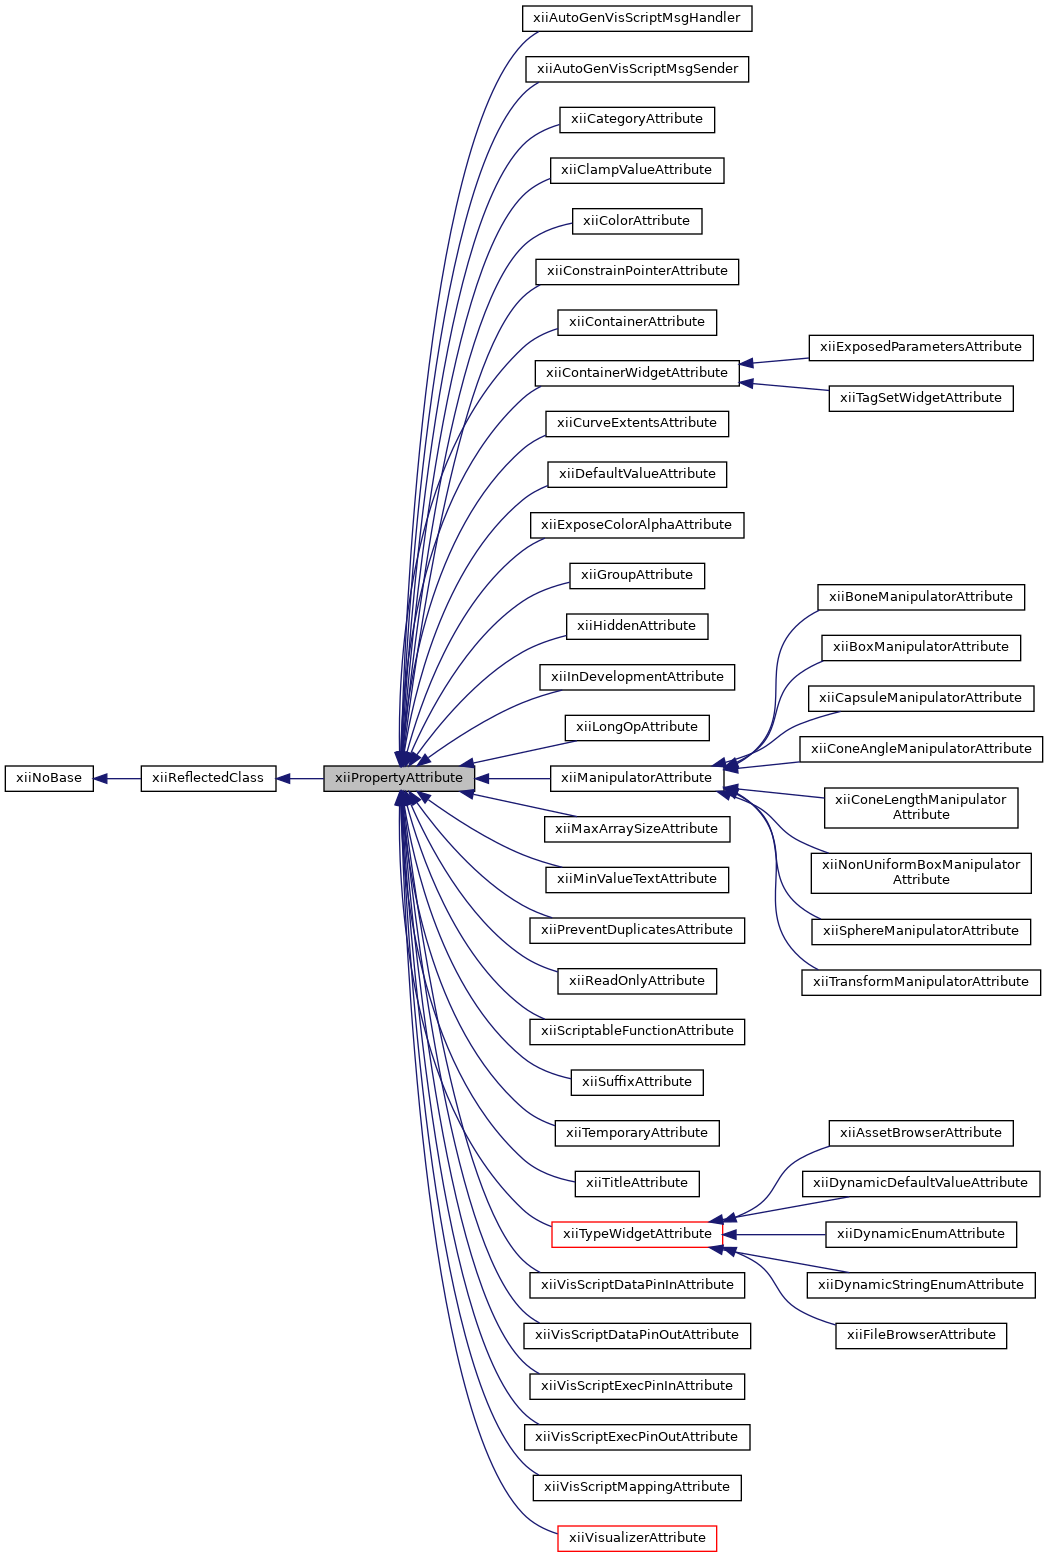 xiiNoBase
xiiReflectedClass
xiiPropertyAttribute
xiiAutoGenVisScriptMsgHandler
xiiAutoGenVisScriptMsgSender
xiiCategoryAttribute
xiiClampValueAttribute
xiiColorAttribute
xiiConstrainPointerAttribute
xiiContainerAttribute
xiiContainerWidgetAttribute
xiiExposedParametersAttribute
xiiTagSetWidgetAttribute
xiiCurveExtentsAttribute
xiiDefaultValueAttribute
xiiExposeColorAlphaAttribute
xiiGroupAttribute
xiiHiddenAttribute
xiiInDevelopmentAttribute
xiiLongOpAttribute
xiiManipulatorAttribute
xiiBoneManipulatorAttribute
xiiBoxManipulatorAttribute
xiiCapsuleManipulatorAttribute
xiiConeAngleManipulatorAttribute
xiiConeLengthManipulator
Attribute
xiiNonUniformBoxManipulator
Attribute
xiiSphereManipulatorAttribute
xiiTransformManipulatorAttribute
xiiMaxArraySizeAttribute
xiiMinValueTextAttribute
xiiPreventDuplicatesAttribute
xiiReadOnlyAttribute
xiiScriptableFunctionAttribute
xiiSuffixAttribute
xiiTemporaryAttribute
xiiTitleAttribute
xiiTypeWidgetAttribute
xiiAssetBrowserAttribute
xiiDynamicDefaultValueAttribute
xiiDynamicEnumAttribute
xiiDynamicStringEnumAttribute
xiiFileBrowserAttribute
xiiVisScriptDataPinInAttribute
xiiVisScriptDataPinOutAttribute
xiiVisScriptExecPinInAttribute
xiiVisScriptExecPinOutAttribute
xiiVisScriptMappingAttribute
xiiVisualizerAttribute